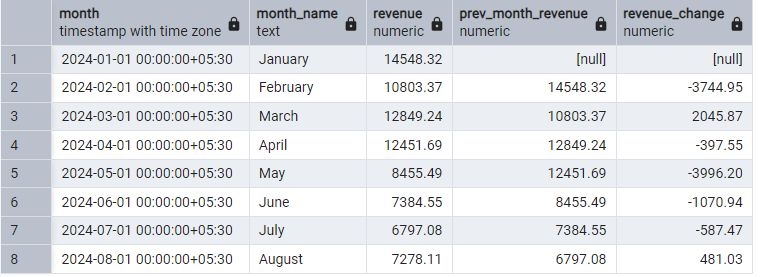 month month_name revenue prev_month_revenue revenue_change
timestamp with time zone text numeric numeric numeric
1 2024-01-01 00:00:00+05:30 January 14548.32 [null] [null]
2 2024-02-01 00:00:00+05:30 February 10803.37 14548.32 -3744.95
3 2024-03-01 00:00:00+05:30 March 12849.24 10803.37 2045.87
4 2024-04-01 00:00:00+05:30 April 12451.69 12849.24 -397.55
5 2024-05-01 00:00:00+05:30 May 8455.49 12451.69 -3996.20
6 2024-06-01 00:00:00+05:30 June 7384.55 8455.49 -1070.94
7 2024-07-01 00:00:00+05:30 July 6797.08 7384.55 -587.47
8 2024-08-01 00:00:00+05:30 August 7278.11 6797.08 481.03